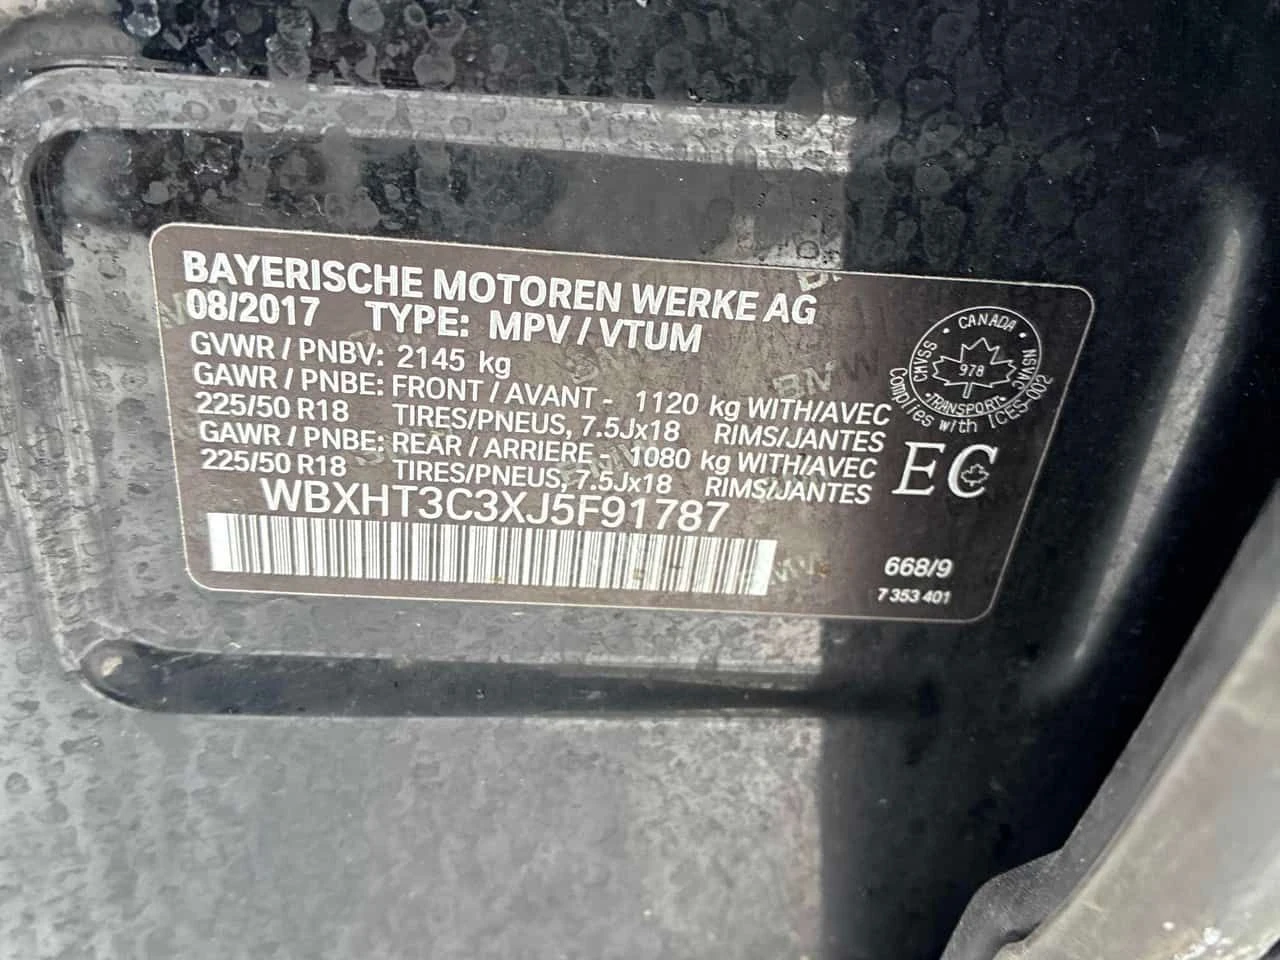 BAYERISCHE MOTOREN WERKE AG
08/2017 TYPE: MPV / VTUM
GVWR / PNBV: 2145 kg
GAWR / PNBE: FRONT / AVANT - 1120 kg WITH/AVEC
225/50 R18 TIRES/PNEUS, 7.5Jx18 RIMS/JANTES
GAWR / PNBE: REAR / ARRIERE - 1080 kg WITH/AVEC
225/50 R18 TIRES/PNEUS, 7.5Jx18 RIMS/JANTES
WBXHT3C3XJ5F91787
CANADA
CMVSS
978
NSVAC
TRANSPORT
Complies with ICES-002
EC
668/9
7 353 401
BMW